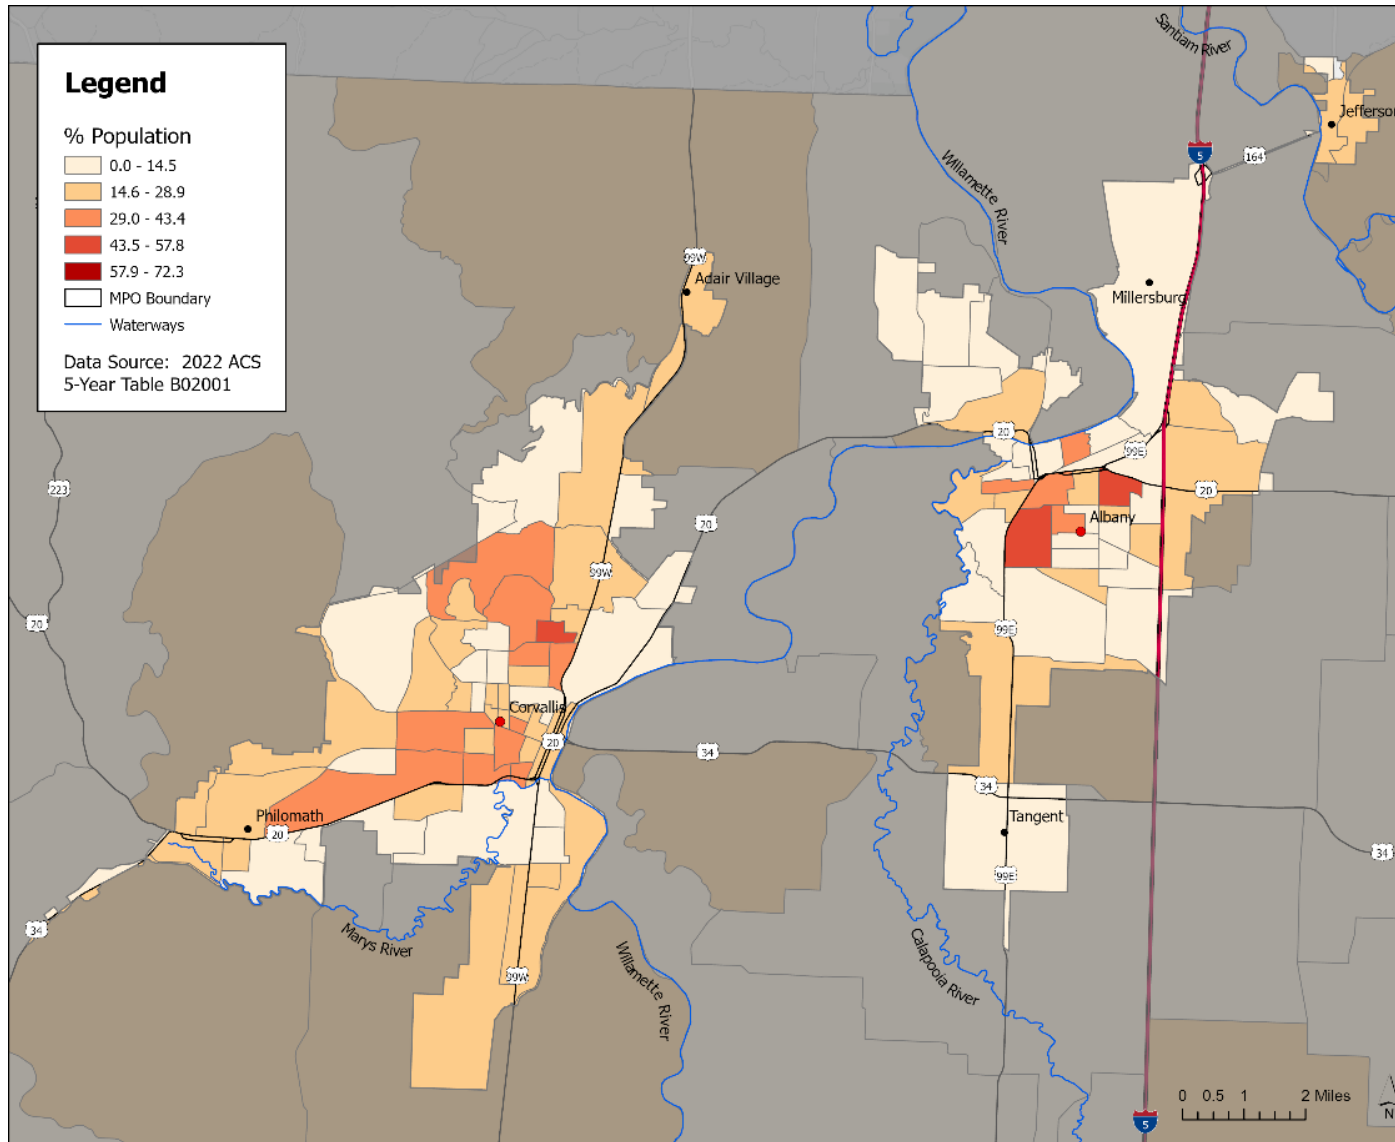 Legend
% Population
0.0 - 14.5
14.6 - 28.9
29.0 - 43.4
43.5 - 57.8
57.9 - 72.3
MPO Boundary
Waterways
Data Source: 2022 ACS
5-Year Table B02001
Santiam River
Jefferson
5
164
Willamette River
99W
Adair Village
Millersburg
223
20
99E
20
20
Albany
20
99W
20
99E
Corvallis
20
34
34
Philomath
20
Tangent
34
99E
34
Marys River
Willamette River
99W
Calapooia River
0 0.5 1 2 Miles
N
5